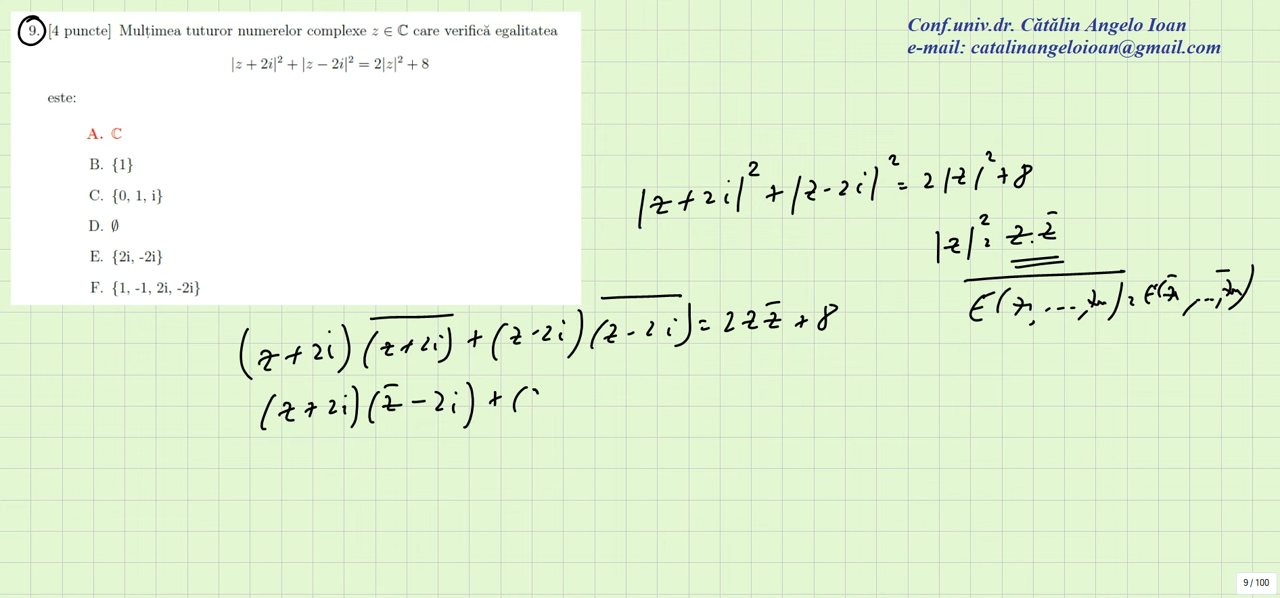 9. [4 puncte] Mulțimea tuturor numerelor complexe z ∈ ℂ care verifică egalitatea
|z + 2i|² + |z − 2i|² = 2|z|² + 8
este:
A. ℂ
B. {1}
C. {0, 1, i}
D. ∅
E. {2i, -2i}
F. {1, -1, 2i, -2i}
Conf.univ.dr. Cătălin Angelo Ioan
e-mail: catalinangeloioan@gmail.com
|z + 2i|² + |z - 2i|² = 2|z|² + 8
|z|² = z·z̅
(z + 2i)(\overline{z + 2i}) + (z - 2i)(\overline{z - 2i}) = 2zz̅ + 8
(z + 2i)(z̅ - 2i) + (
9 / 100